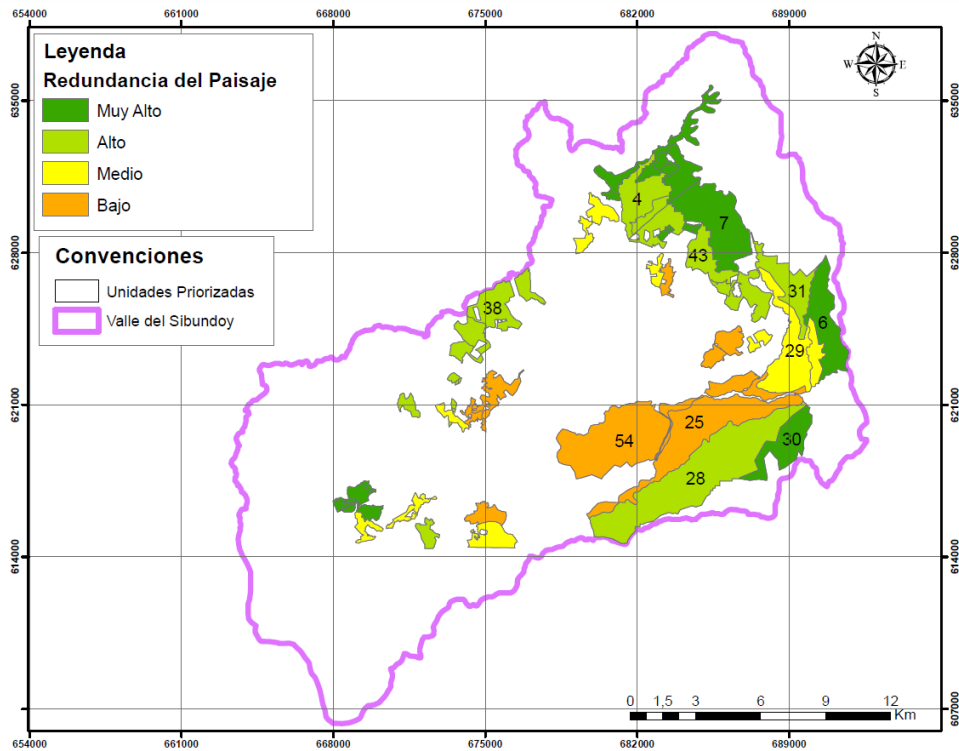 654000 661000 668000 675000 682000 689000
Leyenda
Redundancia del Paisaje
Muy Alto
Alto
Medio
Bajo
Convenciones
Unidades Priorizadas
Valle del Sibundoy
N
W E
S
635000 635000
4
7
628000 628000
43
31
38
6
29
621000 621000
25
30
54
28
614000 614000
0 1,5 3 6 9 12
Km
607000 607000
654000 661000 668000 675000 682000 689000